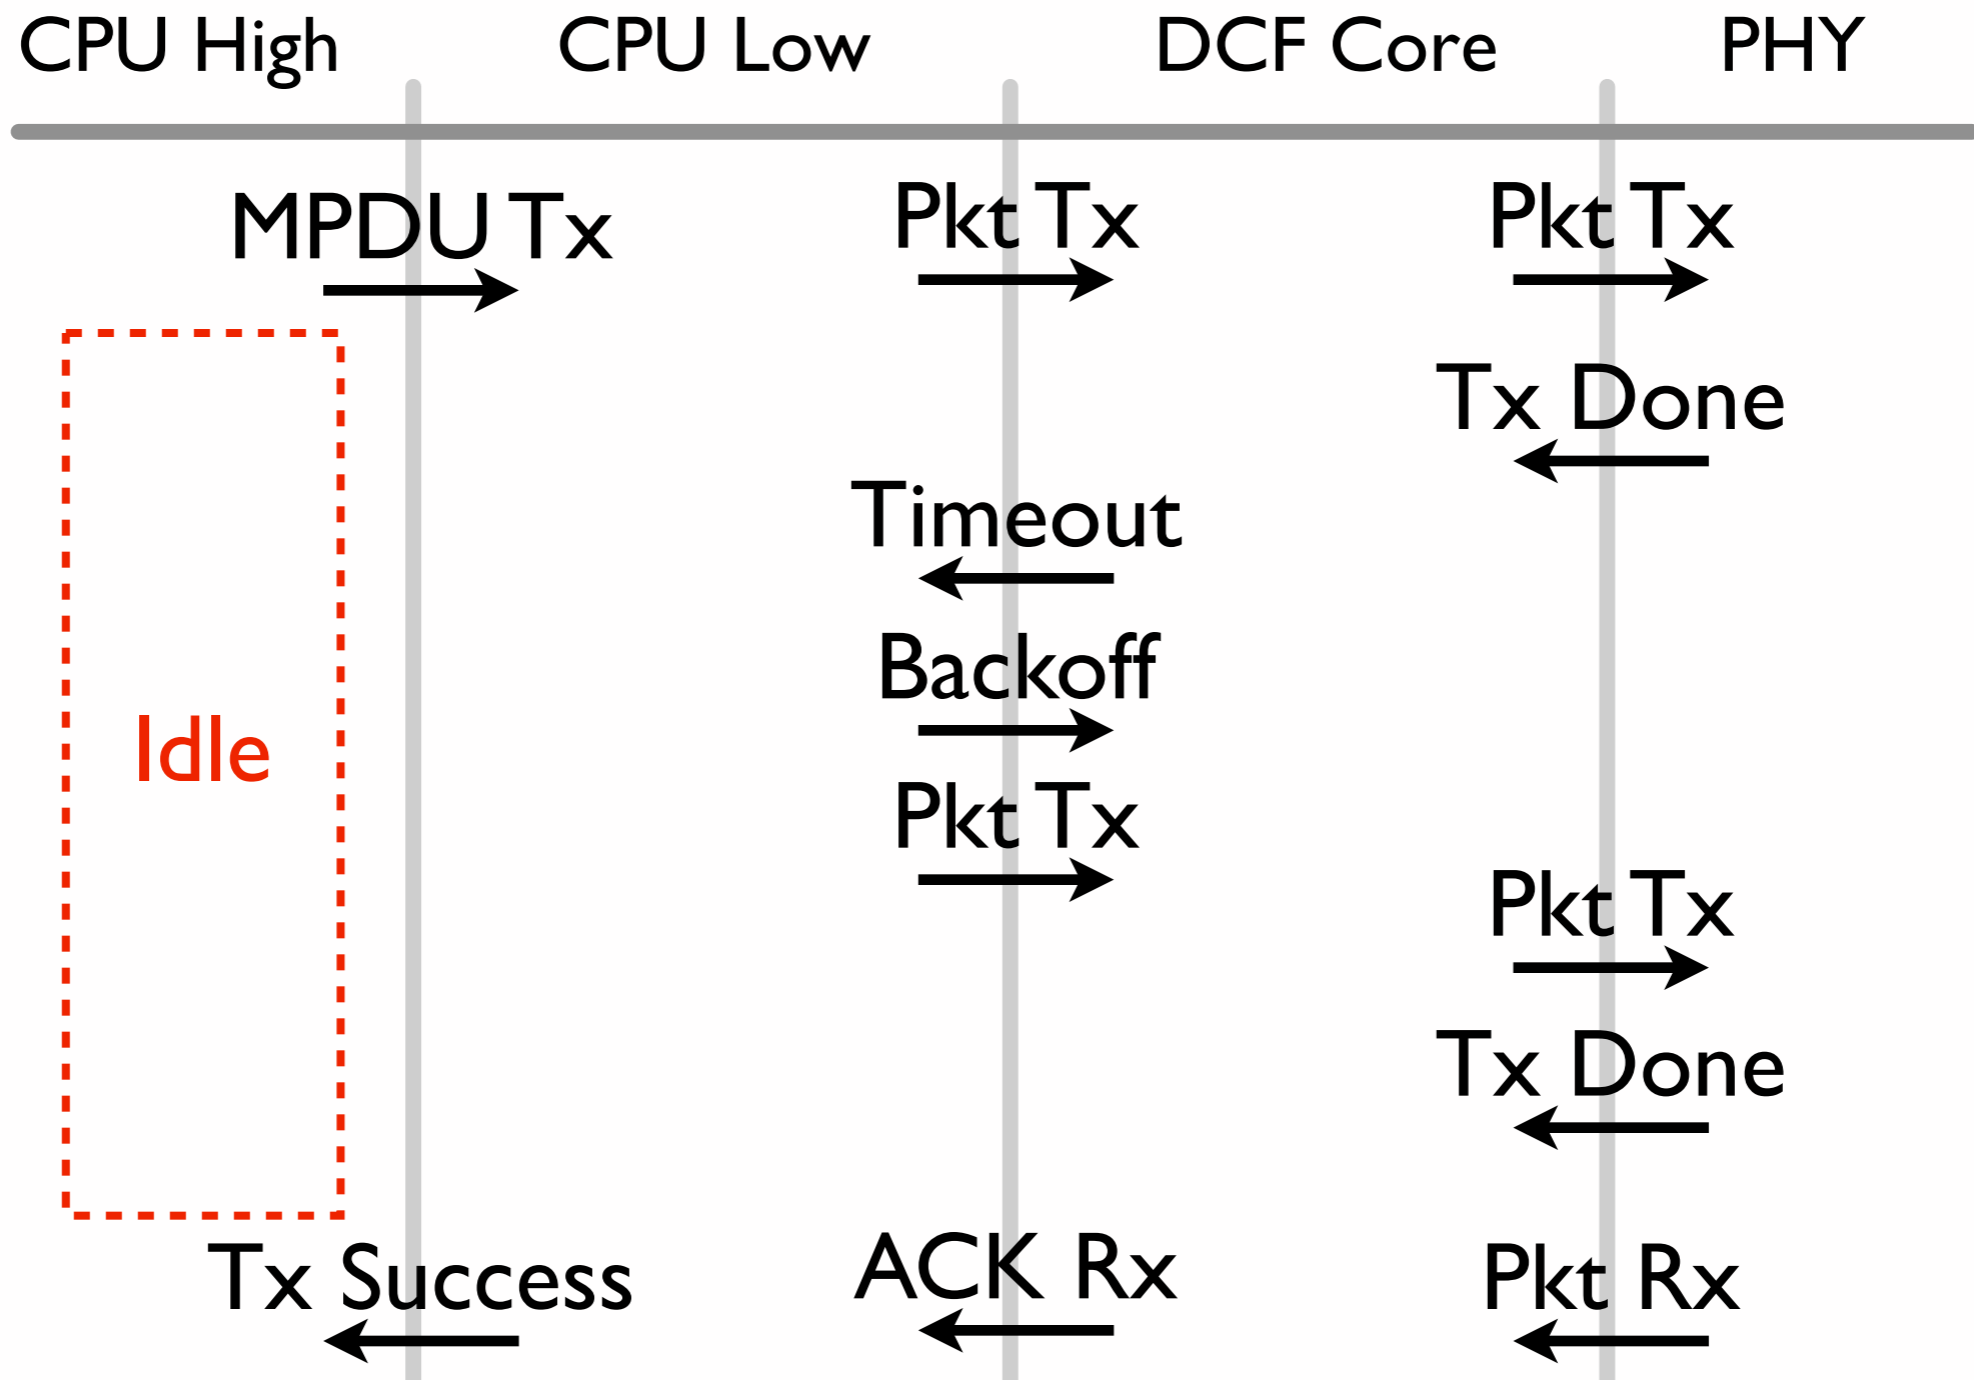 CPU High
CPU Low
DCF Core
PHY
MPDU Tx
Pkt Tx
Pkt Tx
Tx Done
Timeout
Backoff
Idle
Pkt Tx
Pkt Tx
Tx Done
Tx Success
ACK Rx
Pkt Rx